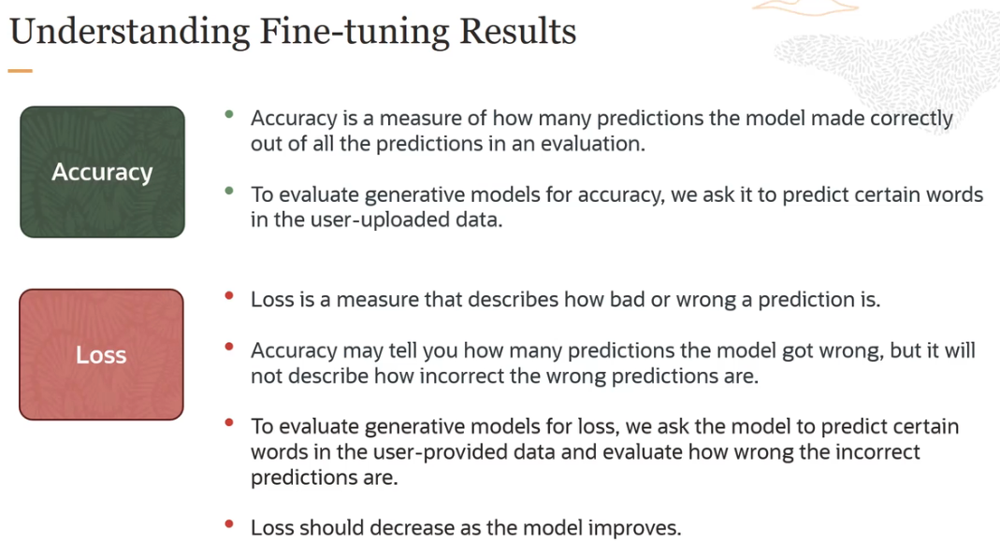 Understanding Fine-tuning Results
Accuracy
Accuracy is a measure of how many predictions the model made correctly
out of all the predictions in an evaluation.
To evaluate generative models for accuracy, we ask it to predict certain words
in the user-uploaded data.
Loss
Loss is a measure that describes how bad or wrong a prediction is.
Accuracy may tell you how many predictions the model got wrong, but it will
not describe how incorrect the wrong predictions are.
To evaluate generative models for loss, we ask the model to predict certain
words in the user-provided data and evaluate how wrong the incorrect
predictions are.
Loss should decrease as the model improves.